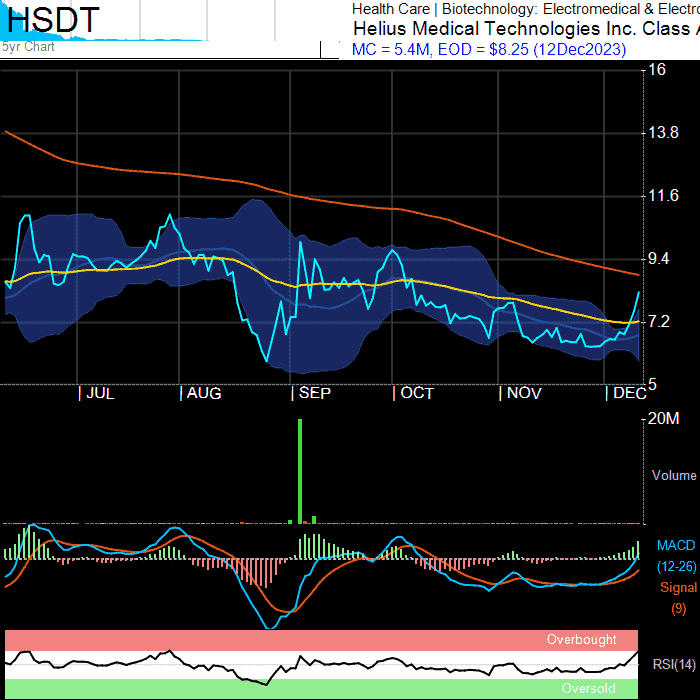 HSDT
5yr Chart
Health Care | Biotechnology: Electromedical & Electro
Helius Medical Technologies Inc. Class A
MC = 5.4M, EOD = $8.25 (12Dec2023)
16
13.8
11.6
9.4
7.2
5
| JUL | AUG | SEP | OCT | NOV | DEC
20M
Volume
MACD
(12-26)
Signal
(9)
Overbought
RSI(14)
Oversold